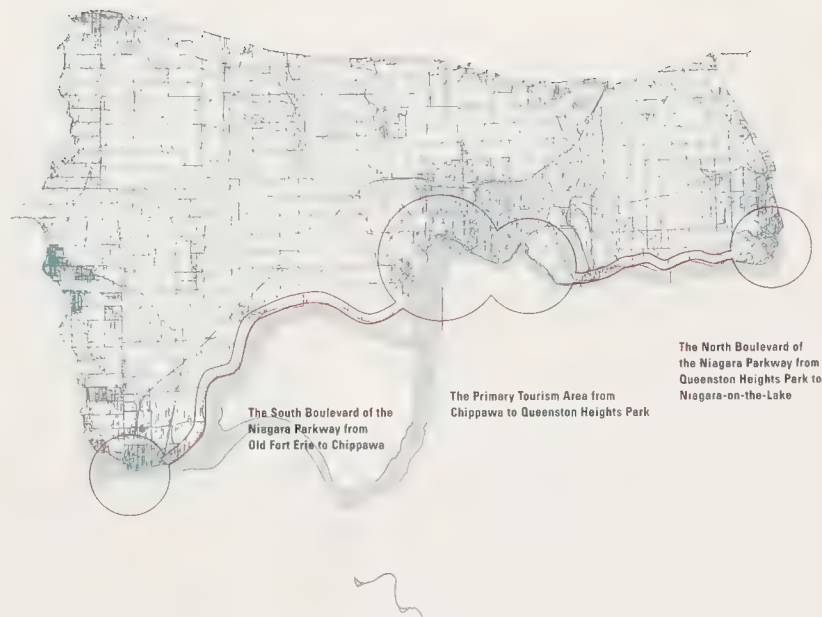 The South Boulevard of the
Niagara Parkway from
Old Fort Erie to Chippawa
The Primary Tourism Area from
Chippawa to Queenston Heights Park
The North Boulevard of
the Niagara Parkway from
Queenston Heights Park to
Niagara-on-the-Lake